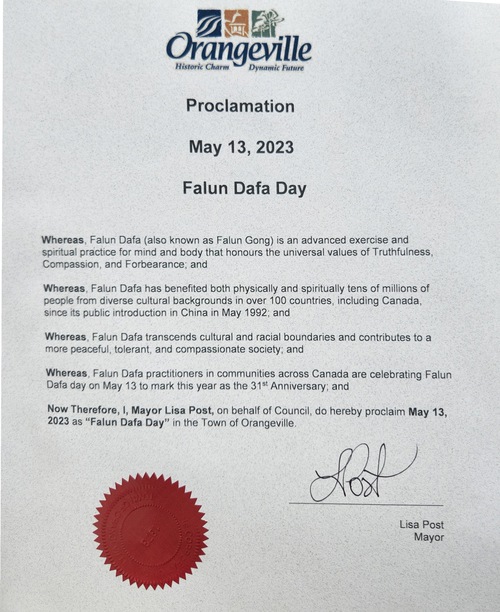 Orangeville
Historic Charm Dynamic Future
Proclamation
May 13, 2023
Falun Dafa Day
Whereas, Falun Dafa (also known as Falun Gong) is an advanced exercise and
spiritual practice for mind and body that honours the universal values of Truthfulness,
Compassion, and Forbearance; and
Whereas, Falun Dafa has benefited both physically and spiritually tens of millions of
people from diverse cultural backgrounds in over 100 countries, including Canada,
since its public introduction in China in May 1992; and
Whereas, Falun Dafa transcends cultural and racial boundaries and contributes to a
more peaceful, tolerant, and compassionate society; and
Whereas, Falun Dafa practitioners in communities across Canada are celebrating Falun
Dafa day on May 13 to mark this year as the 31st Anniversary; and
Now Therefore, I, Mayor Lisa Post, on behalf of Council, do hereby proclaim May 13,
2023 as “Falun Dafa Day” in the Town of Orangeville.
LPost
Lisa Post
Mayor